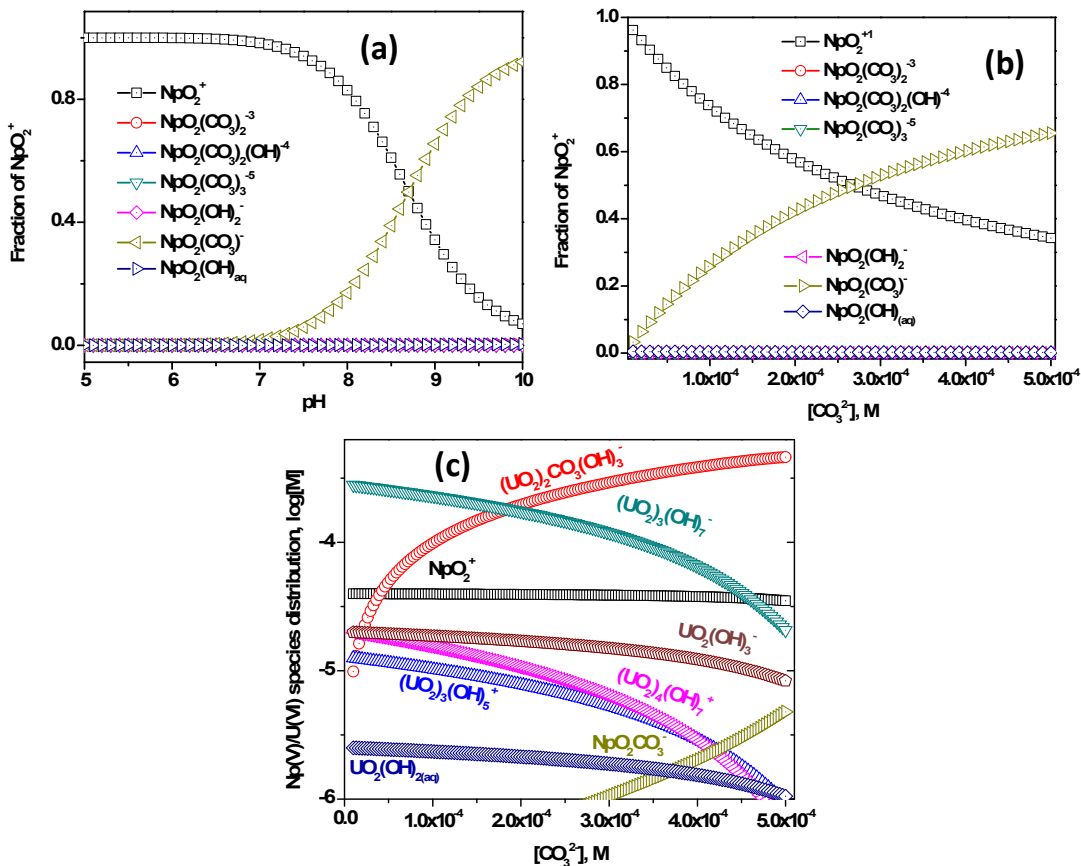 (a)
Fraction of NpO₂⁺
0.8
0.4
0.0
NpO₂⁺
NpO₂(CO₃)₂⁻³
NpO₂(CO₃)₂(OH)⁻⁴
NpO₂(CO₃)₃⁻⁵
NpO₂(OH)₂⁻
NpO₂(CO₃)⁻
NpO₂(OH)ₐq
5 6 7 8 9 10
pH
(b)
Fraction of NpO₂⁺
1.0
0.8
0.6
0.4
0.2
0.0
NpO₂⁺¹
NpO₂(CO₃)₂⁻³
NpO₂(CO₃)₂(OH)⁻⁴
NpO₂(CO₃)₃⁻⁵
NpO₂(OH)₂⁻
NpO₂(CO₃)⁻
NpO₂(OH)(aq)
1.0x10⁻⁴ 2.0x10⁻⁴ 3.0x10⁻⁴ 4.0x10⁻⁴ 5.0x10⁻⁴
[CO₃²⁻], M
(c)
Np(V)/U(VI) species distribution, log[M]
-4
-5
-6
(UO₂)₂CO₃(OH)₃⁻
(UO₂)₃(OH)₇⁻
NpO₂⁺
UO₂(OH)₃⁻
(UO₂)₃(OH)₅⁺
(UO₂)₄(OH)₇⁺
NpO₂CO₃⁻
UO₂(OH)₂(aq)
0.0 1.0x10⁻⁴ 2.0x10⁻⁴ 3.0x10⁻⁴ 4.0x10⁻⁴ 5.0x10⁻⁴
[CO₃²⁻], M